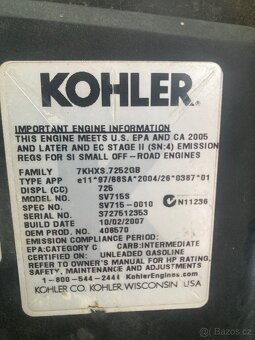 KOHLER®
IMPORTANT ENGINE INFORMATION
THIS ENGINE MEETS U.S. EPA AND CA 2005
AND LATER AND EC STAGE II (SN:4) EMISSION
REGS FOR SI SMALL OFF-ROAD ENGINES
FAMILY 7KHXS.7252GB
TYPE APP e11*97/68SA*2004/26*0387*01
DISPL (CC) 725
MODEL NO. SV715S
SPEC NO. SV715-0010 N11236
SERIAL NO. 3727512353
BUILD DATE 10/02/2007
OEM PROD. NO. 408570
EMISSION COMPLIANCE PERIOD:
EPA:CATEGORY C CARB:INTERMEDIATE
CERTIFIED ON: UNLEADED GASOLINE
REFER TO OWNER'S MANUAL FOR HP RATING,
SAFETY, MAINTENANCE AND ADJUSTMENTS
1-800-544-2444 KohlerEngines.com
KOHLER CO. KOHLER, WISCONSIN USA
bazoš.cz